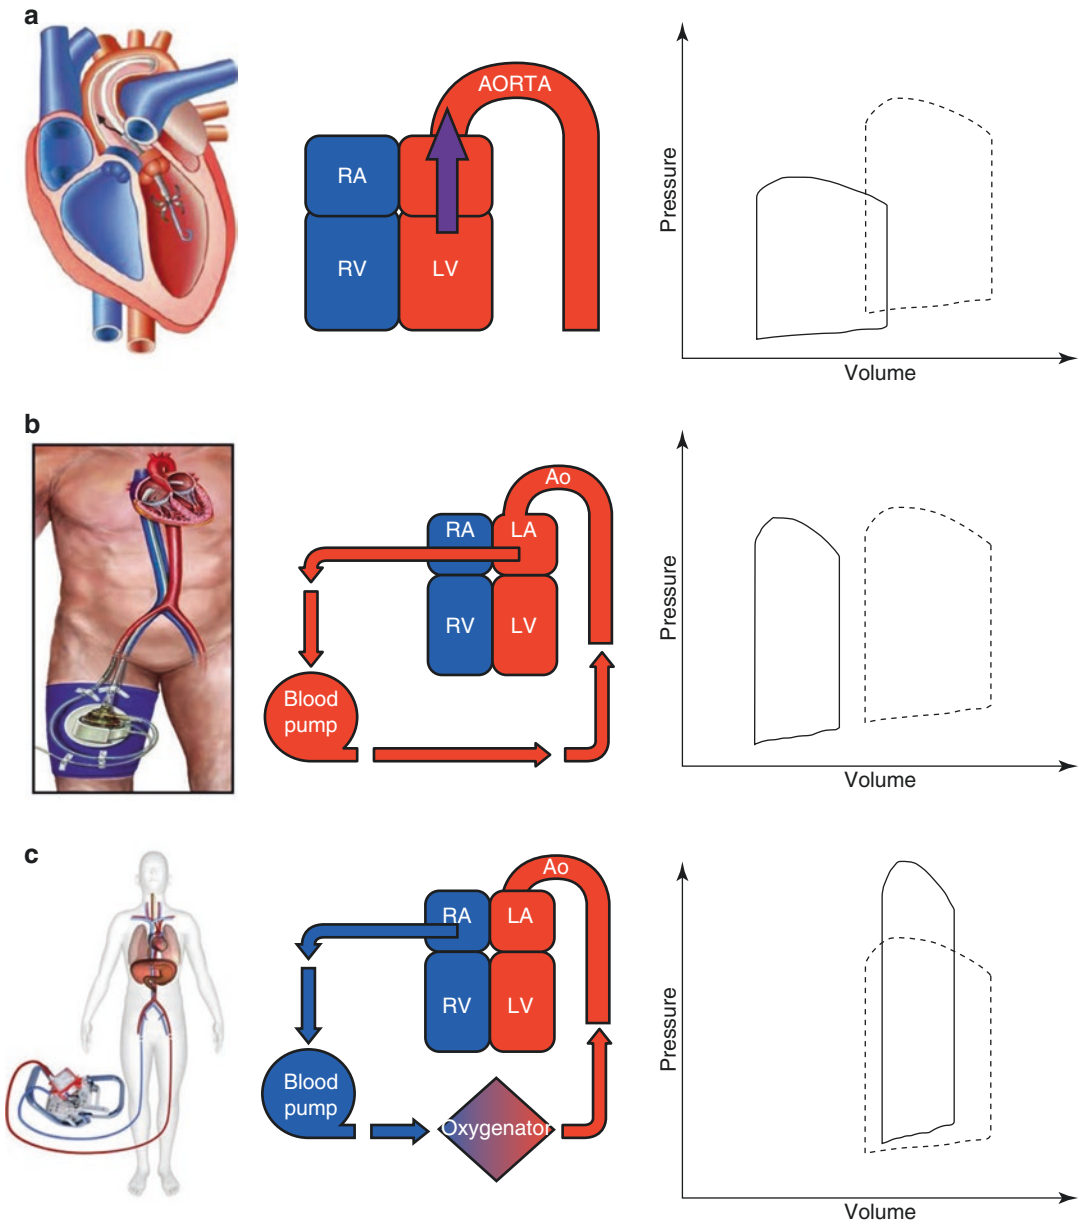 a
AORTA
RA
RV
LV
Pressure
Volume
b
Ao
RA
LA
RV
LV
Blood
pump
Pressure
Volume
c
Ao
RA
LA
RV
LV
Blood
pump
Oxygenator
Pressure
Volume